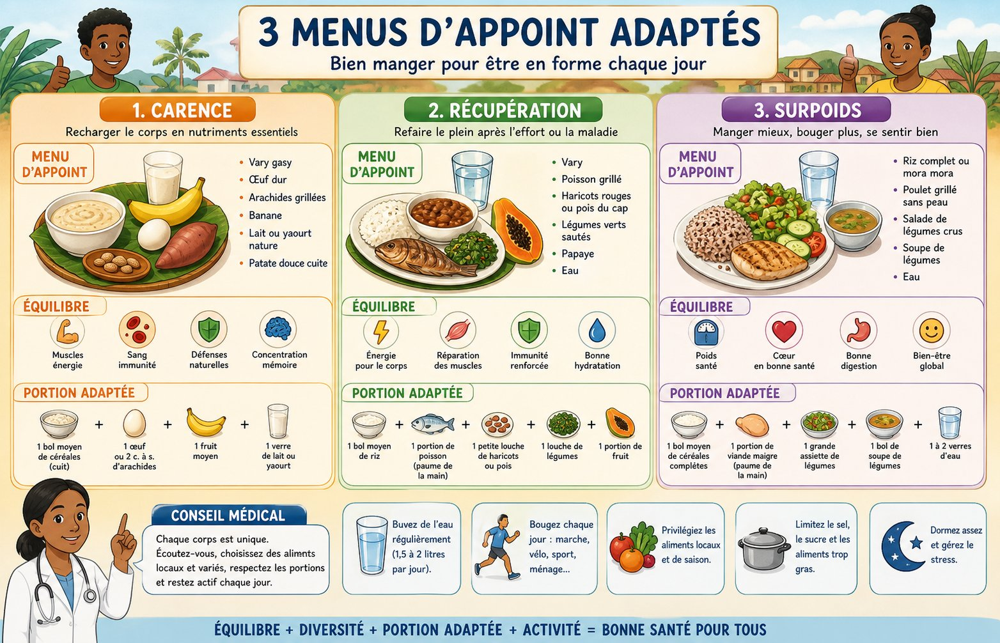 3 MENUS D'APPOINT ADAPTÉS
Bien manger pour être en forme chaque jour
1. CARENCE
Recharger le corps en nutriments essentiels
MENU
D'APPOINT
• Vary gasy
• Œuf dur
• Arachides grillées
• Banane
• Lait ou yaourt
nature
• Patate douce cuite
ÉQUILIBRE
Muscles
énergie
Sang
immunité
Défenses
naturelles
Concentration
mémoire
PORTION ADAPTÉE
1 bol moyen
de céréales
(cuit)
+
1 œuf
ou 2 c. à s.
d'arachides
+
1 fruit
moyen
+
1 verre
de lait ou
yaourt
2. RÉCUPÉRATION
Refaire le plein après l'effort ou la maladie
MENU
D'APPOINT
• Vary
• Poisson grillé
• Haricots rouges
ou pois du cap
• Légumes verts
sautés
• Papaye
• Eau
ÉQUILIBRE
Énergie
pour le corps
Réparation
des muscles
Immunité
renforcée
Bonne
hydratation
PORTION ADAPTÉE
1 bol moyen
de riz
+
1 portion de
poisson
(paume de
la main)
+
1 petite louche
de haricots
ou pois
+
1 louche de
légumes
+
1 portion de
fruit
3. SURPOIDS
Manger mieux, bouger plus, se sentir bien
MENU
D'APPOINT
• Riz complet ou
mora mora
• Poulet grillé
sans peau
• Salade de
légumes crus
• Soupe de
légumes
• Eau
ÉQUILIBRE
Poids
santé
Cœur
en bonne santé
Bonne
digestion
Bien-être
global
PORTION ADAPTÉE
1 bol moyen
de céréales
complètes
+
1 portion de
viande maigre
(paume de
la main)
+
1 grande
assiette de
légumes
+
1 bol de
soupe de
légumes
+
1 à 2 verres
d'eau
CONSEIL MÉDICAL
Chaque corps est unique.
Écoutez-vous, choisissez des alimnts
locaux et variés, respectez les portions
et restez actif chaque jour.
Buvez de l'eau
régulièrement
(1,5 à 2 litres
par jour).
Bougez chaque
jour : marche,
vélo, sport,
ménage...
Privilégiez les
aliments locaux
et de saison.
Limitez le sel,
le sucre et les
aliments trop
gras.
Dormez assez
et gérez le
stress.
ÉQUILIBRE + DIVERSITÉ + PORTION ADAPTÉE + ACTIVITÉ = BONNE SANTÉ POUR TOUS